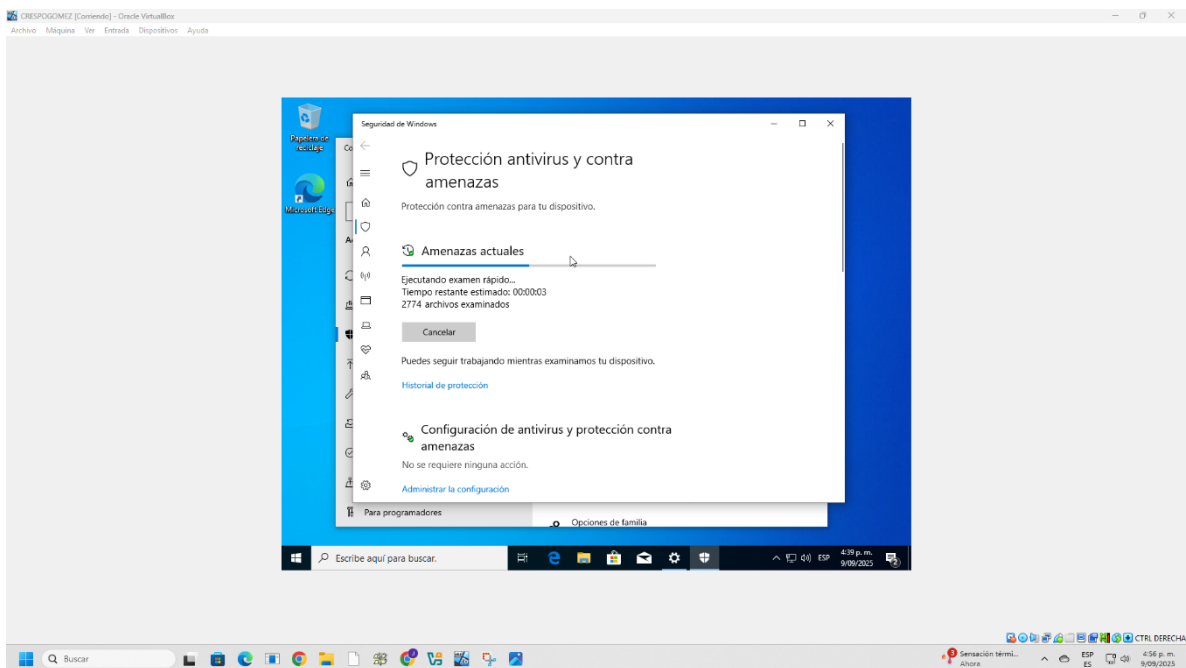 CRESPOGOMEZ [Corriendo] - Oracle VirtualBox
Archivo Máquina Ver Entrada Dispositivos Ayuda
Papelera de
reciclaje
Microsoft Edge
Seguridad de Windows
Protección antivirus y contra
amenazas
Protección contra amenazas para tu dispositivo.
Amenazas actuales
Ejecutando examen rápido...
Tiempo restante estimado: 00:00:03
2774 archivos examinados
Cancelar
Puedes seguir trabajando mientras examinamos tu dispositivo.
Historial de protección
Configuración de antivirus y protección contra
amenazas
No se requiere ninguna acción.
Administrar la configuración
Para programadores
Opciones de familia
Escribe aquí para buscar.
ESP
4:39 p. m.
9/09/2025
2
CTRL DERECHA
Buscar
3
Sensación térmi...
Ahora
ESP
ES
4:56 p. m.
9/09/2025